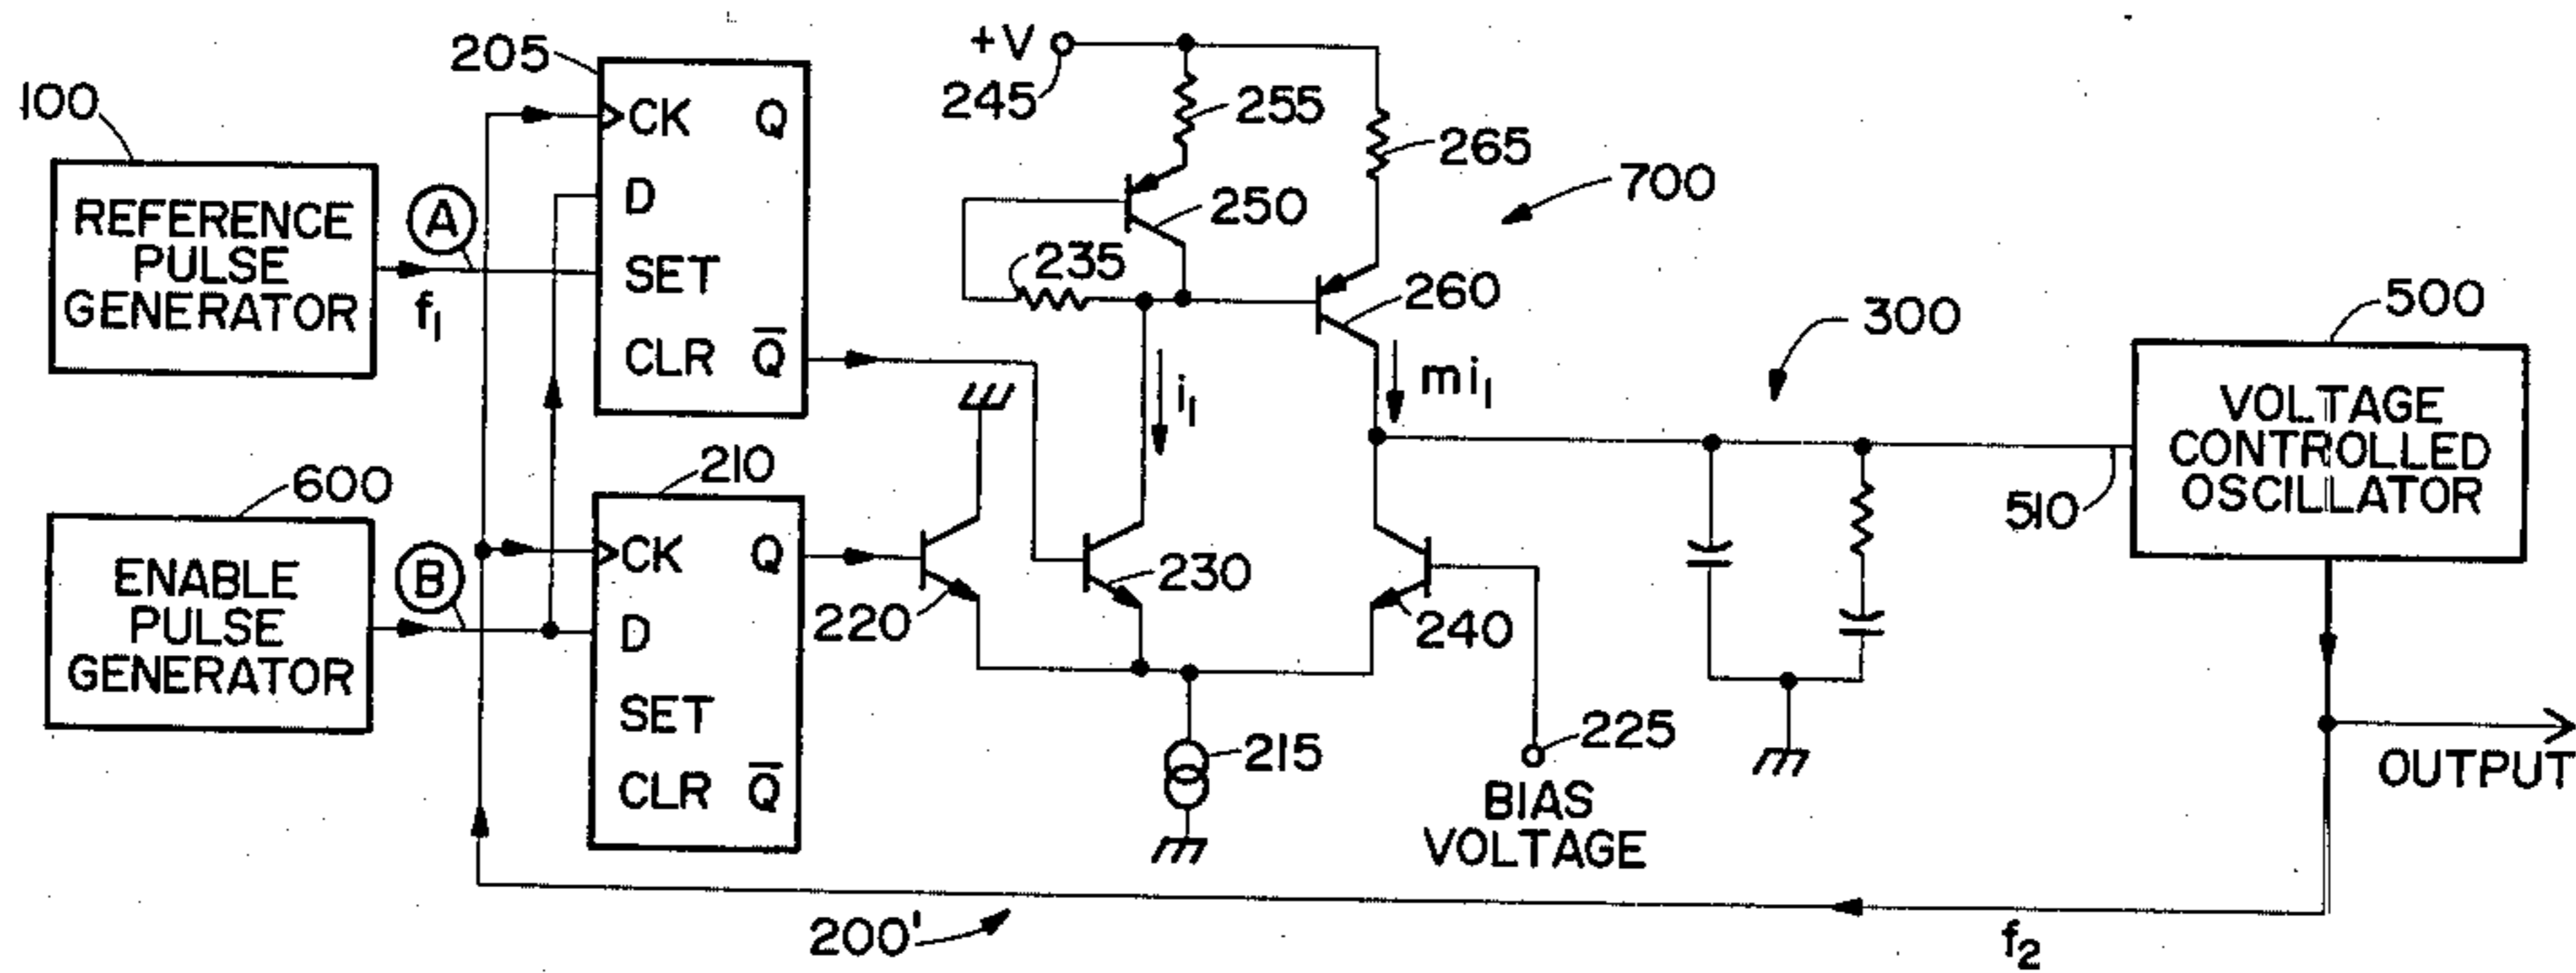 100
REFERENCE
PULSE
GENERATOR
A
f₁
205
CK Q
D
SET
CLR Q̅
+V
245
255
265
250
235
260
700
i₁
mi₁
300
500
VOLTAGE
CONTROLLED
OSCILLATOR
510
600
ENABLE
PULSE
GENERATOR
B
210
CK Q
D
SET
CLR Q̅
220
230
240
215
225
BIAS
VOLTAGE
OUTPUT
200'
f₂